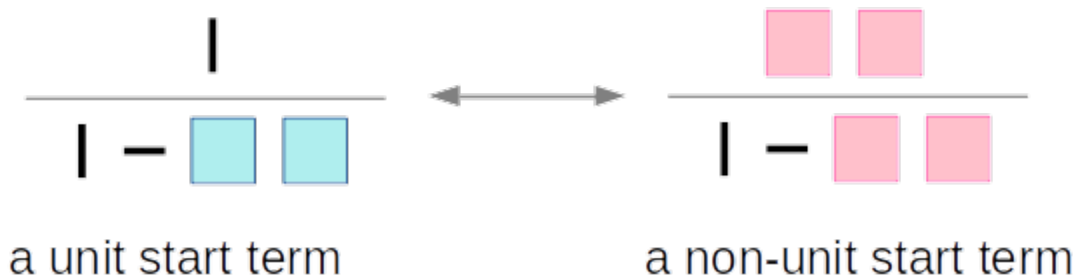 1
1 −
1 −
a unit start term
a non-unit start term